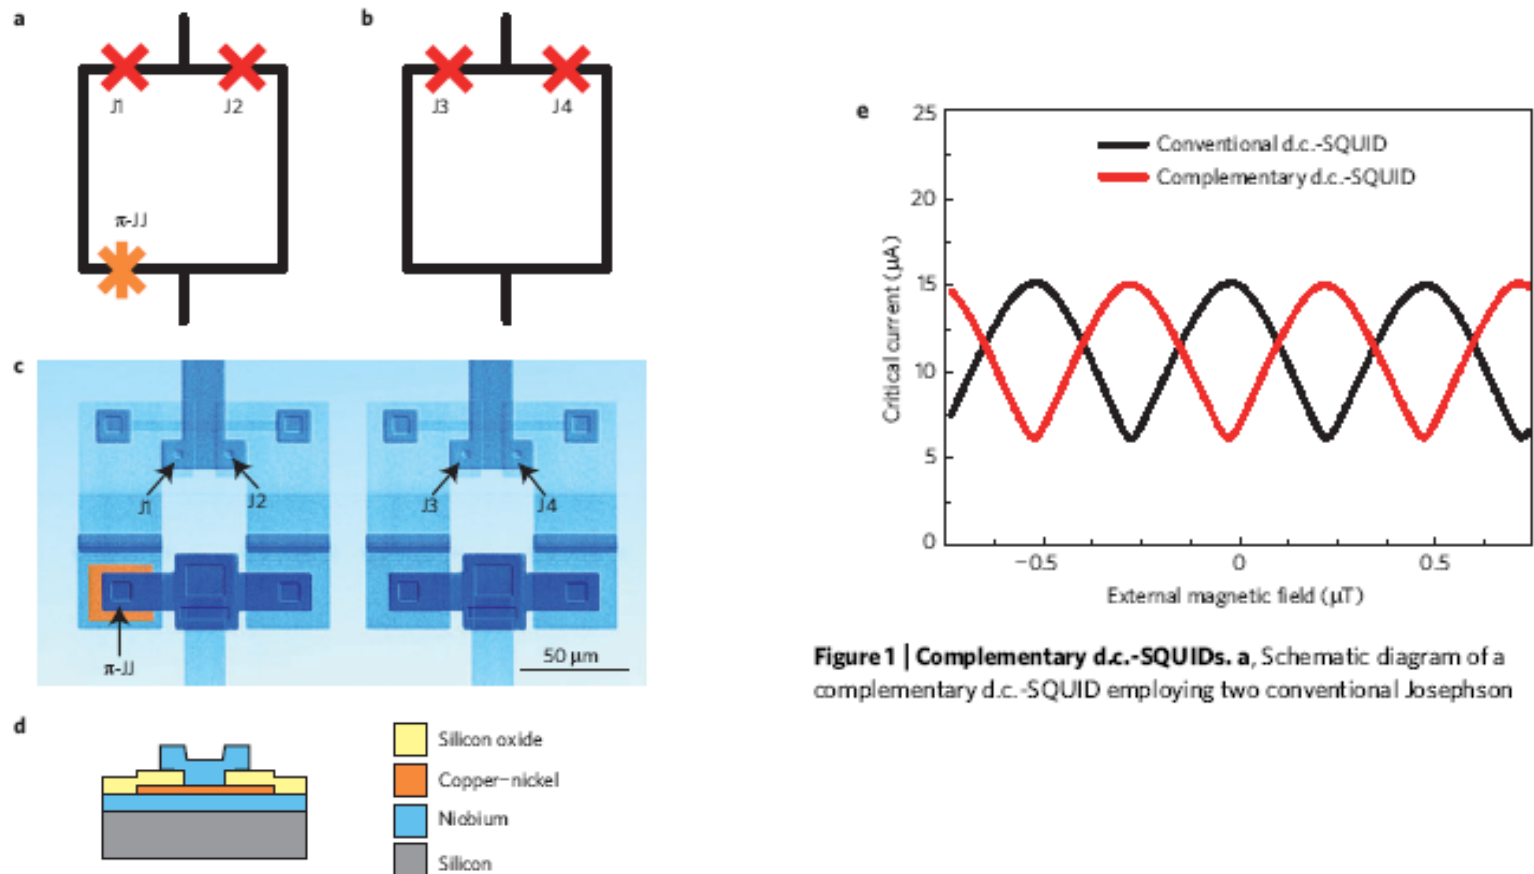 a
J1
J2
π-JJ
b
J3
J4
c
J1
J2
J3
J4
π-JJ
50 μm
d
Silicon oxide
Copper–nickel
Niobium
Silicon
e
Conventional d.c.-SQUID
Complementary d.c.-SQUID
25
20
15
10
5
0
Critical current (μA)
−0.5
0
0.5
External magnetic field (μT)
Figure 1 | Complementary d.c.-SQUIDs. a, Schematic diagram of a
complementary d.c.-SQUID employing two conventional Josephson